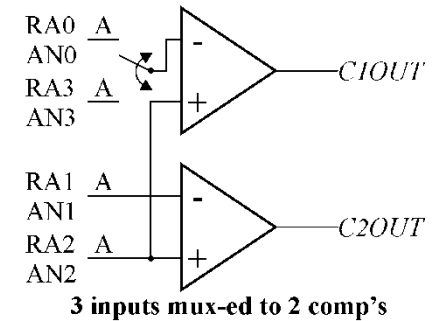 RA0 A
AN0
-
RA3 A
AN3
+
C1OUT
RA1 A
AN1
-
RA2 A
AN2
+
C2OUT
3 inputs mux-ed to 2 comp's